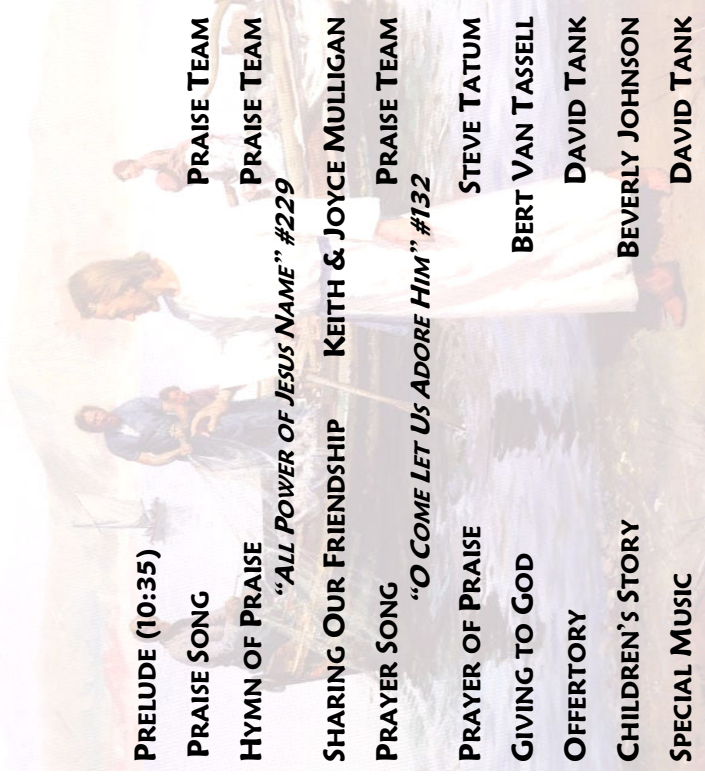 PRELUDE (10:35)
PRAISE SONG PRAISE TEAM
HYMN OF PRAISE PRAISE TEAM
“ALL POWER OF JESUS NAME” #229
SHARING OUR FRIENDSHIP KEITH & JOYCE MULLIGAN
PRAYER SONG PRAISE TEAM
“O COME LET US ADORE HIM” #132
PRAYER OF PRAISE STEVE TATUM
GIVING TO GOD BERT VAN TASSELL
OFFERTORY DAVID TANK
CHILDREN’S STORY BEVERLY JOHNSON
SPECIAL MUSIC DAVID TANK